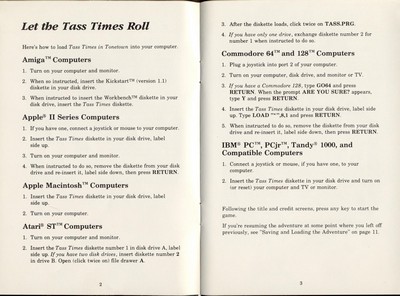 Let the Tass Times Roll
Here's how to load Tass Times in Tonetown into your computer.
Amiga™ Computers
1. Turn on your computer and monitor.
2. When so instructed, insert the Kickstart™ (version 1.1)
diskette in your disk drive.
3. When instructed to insert the Workbench™ diskette in your
disk drive, insert the Tass Times diskette.
Apple® II Series Computers
1. If you have one, connect a joystick or mouse to your computer.
2. Insert the Tass Times diskette in your disk drive, label
side up.
3. Turn on your computer and monitor.
4. When instructed to do so, remove the diskette from your disk
drive and re-insert it, label side down, then press RETURN.
Apple Macintosh™ Computers
1. Insert the Tass Times diskette in your disk drive, label
side up.
2. Turn on your computer.
Atari® ST™ Computers
1. Turn on your computer and monitor.
2. Insert the Tass Times diskette number 1 in disk drive A, label
side up. If you have two disk drives, insert diskette number 2
in drive B. Open (click twice on) file drawer A.
2
3. After the diskette loads, click twice on TASS.PRG.
4. If you have only one drive, exchange diskette number 2 for
number 1 when instructed to do so.
Commodore 64™ and 128™ Computers
1. Plug a joystick into port 2 of your computer.
2. Turn on your computer, disk drive, and monitor or TV.
3. If you have a Commodore 128, type GO64 and press
RETURN. When the prompt ARE YOU SURE? appears,
type Y and press RETURN.
4. Insert the Tass Times diskette in your disk drive, label side
up. Type LOAD "*",8,1 and press RETURN.
5. When instructed to do so, remove the diskette from your disk
drive and re-insert it, label side down, then press RETURN.
IBM® PC™, PCjr™, Tandy® 1000, and
Compatible Computers
1. Connect a joystick or mouse, if you have one, to your
computer.
2. Insert the Tass Times diskette in your disk drive and turn on
(or reset) your computer and TV or monitor.
Following the title and credit screens, press any key to start the
game.
If you're resuming the adventure at some point where you left off
previously, see "Saving and Loading the Adventure" on page 11.
3